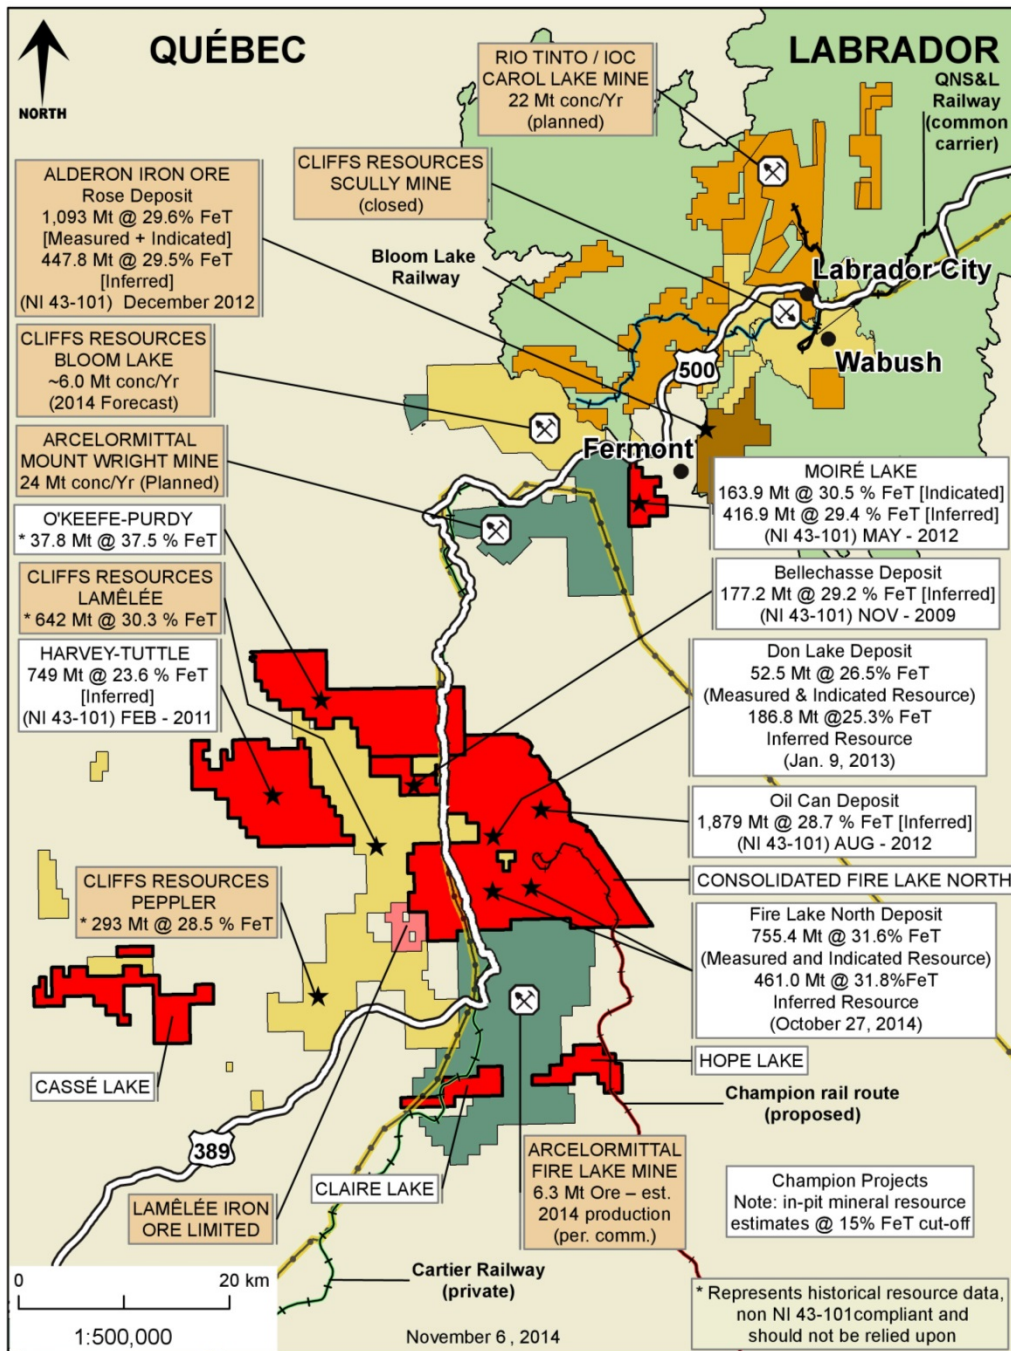 QUÉBEC
LABRADOR
NORTH
RIO TINTO / IOC
CAROL LAKE MINE
22 Mt conc/Yr
(planned)
QNS&L
Railway
(common
carrier)
CLIFFS RESOURCES
SCULLY MINE
(closed)
ALDERON IRON ORE
Rose Deposit
1,093 Mt @ 29.6% FeT
[Measured + Indicated]
447.8 Mt @ 29.5% FeT
[Inferred]
(NI 43-101) December 2012
Bloom Lake
Railway
Labrador City
CLIFFS RESOURCES
BLOOM LAKE
~6.0 Mt conc/Yr
(2014 Forecast)
500
Wabush
ARCELORMITTAL
MOUNT WRIGHT MINE
24 Mt conc/Yr (Planned)
Fermont
MOIRÉ LAKE
163.9 Mt @ 30.5 % FeT [Indicated]
416.9 Mt @ 29.4 % FeT [Inferred]
(NI 43-101) MAY - 2012
O'KEEFE-PURDY
* 37.8 Mt @ 37.5 % FeT
CLIFFS RESOURCES
LAMÊLÉE
* 642 Mt @ 30.3 % FeT
Bellechasse Deposit
177.2 Mt @ 29.2 % FeT [Inferred]
(NI 43-101) NOV - 2009
HARVEY-TUTTLE
749 Mt @ 23.6 % FeT
[Inferred]
(NI 43-101) FEB - 2011
Don Lake Deposit
52.5 Mt @ 26.5% FeT
(Measured & Indicated Resource)
186.8 Mt @25.3% FeT
Inferred Resource
(Jan. 9, 2013)
Oil Can Deposit
1,879 Mt @ 28.7 % FeT [Inferred]
(NI 43-101) AUG - 2012
CLIFFS RESOURCES
PEPPLER
* 293 Mt @ 28.5 % FeT
CONSOLIDATED FIRE LAKE NORTH
Fire Lake North Deposit
755.4 Mt @ 31.6% FeT
(Measured and Indicated Resource)
461.0 Mt @ 31.8%FeT
Inferred Resource
(October 27, 2014)
CASSÉ LAKE
HOPE LAKE
Champion rail route
(proposed)
389
CLAIRE LAKE
ARCELORMITTAL
FIRE LAKE MINE
6.3 Mt Ore – est.
2014 production
(per. comm.)
Champion Projects
Note: in-pit mineral resource
estimates @ 15% FeT cut-off
LAMÊLÉE IRON
ORE LIMITED
Cartier Railway
(private)
0 20 km
1:500,000
November 6 , 2014
* Represents historical resource data,
non NI 43-101compliant and
should not be relied upon